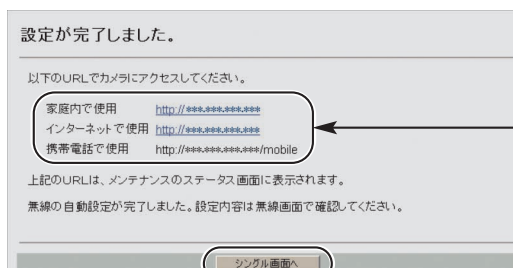 設定が完了しました。
以下のURLでカメラにアクセスしてください。
家庭内で使用 http://***.***.***.***
インターネットで使用 http://***.***.***.***
携帯電話で使用 http://***.***.***.***/mobile
上記のURLは、メンテナンスのステータス画面に表示されます。
無線の自動設定が完了しました。設定内容は無線画面で確認してください。
シングル画面へ